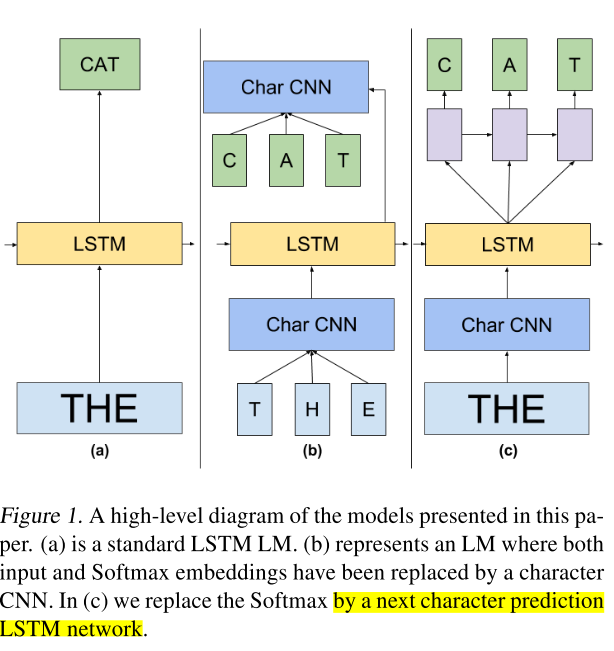 CAT
LSTM
THE
(a)
Char CNN
C A T
LSTM
Char CNN
T H E
(b)
C A T
LSTM
Char CNN
THE
(c)
Figure 1. A high-level diagram of the models presented in this pa-
per. (a) is a standard LSTM LM. (b) represents an LM where both
input and Softmax embeddings have been replaced by a character
CNN. In (c) we replace the Softmax by a next character prediction
LSTM network.